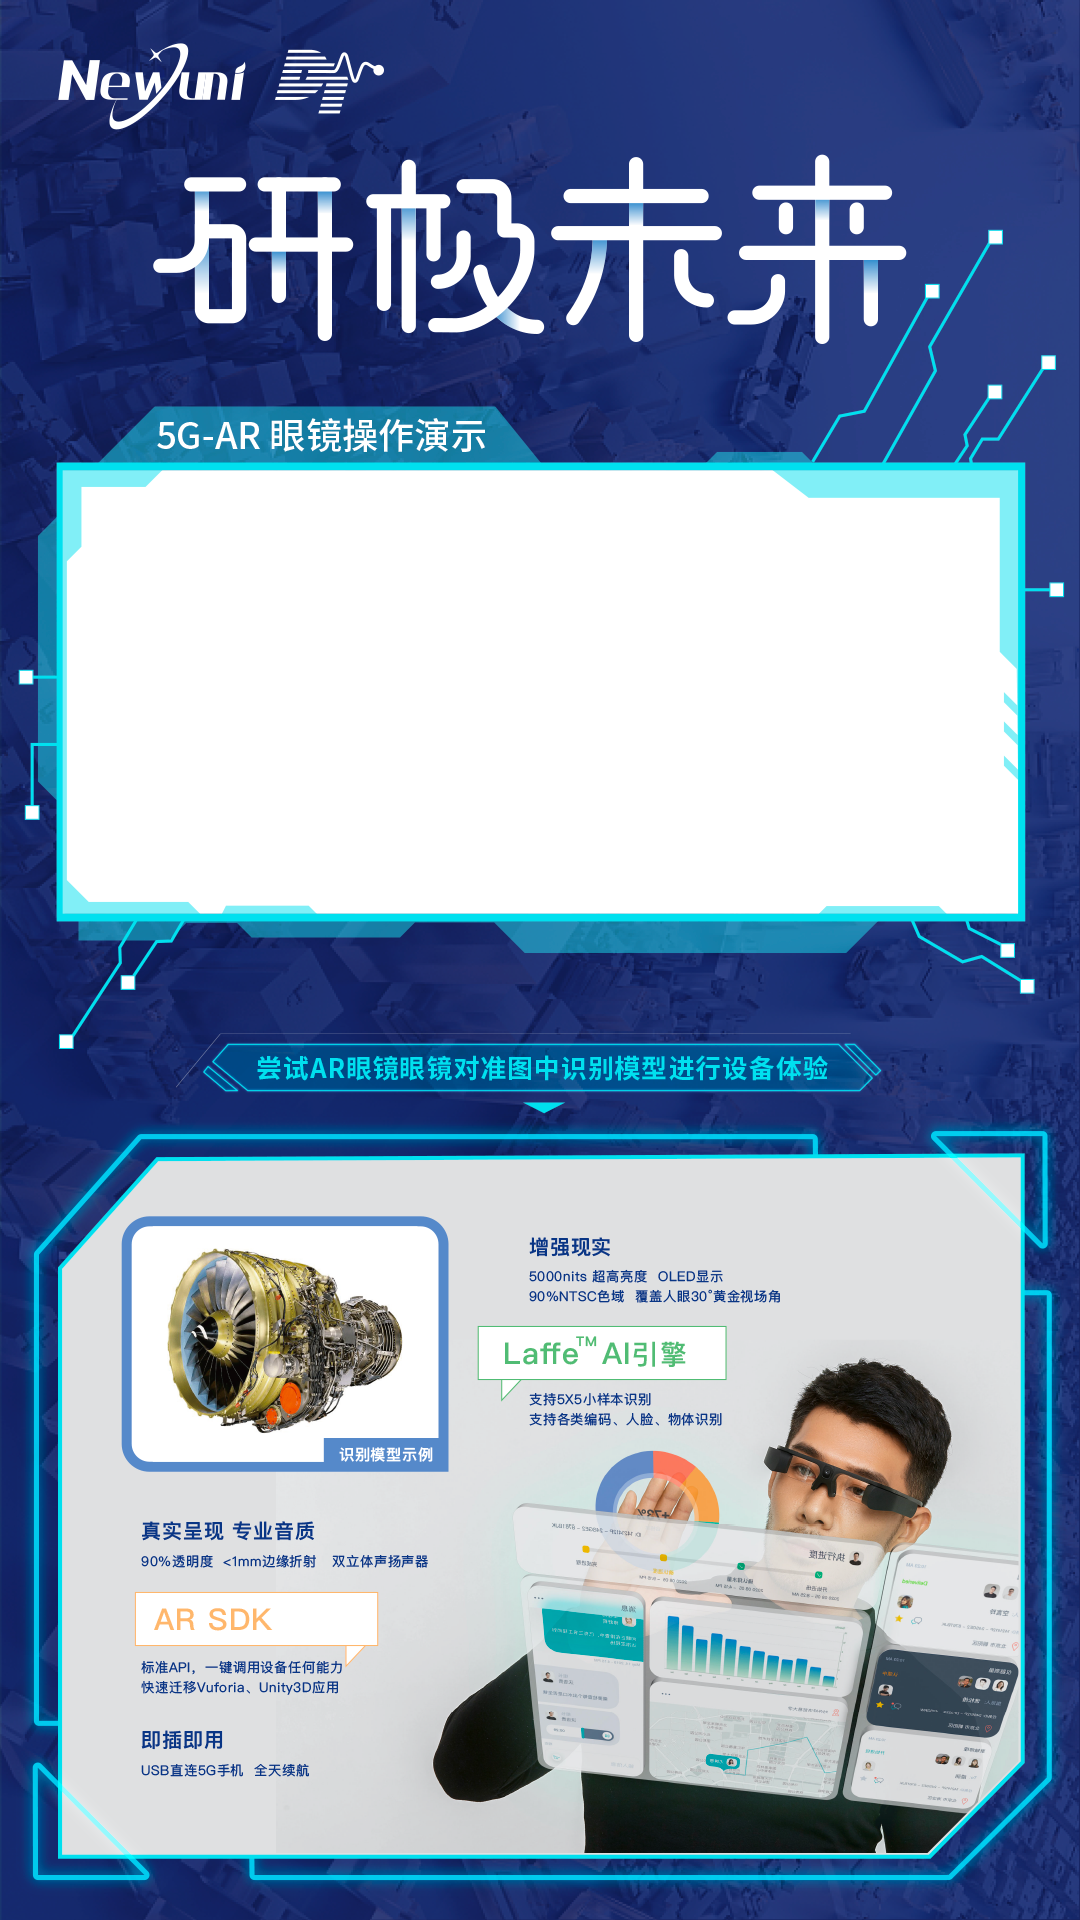 Newuni DT
研极未来
5G-AR 眼镜操作演示
尝试AR眼镜眼镜对准图中识别模型进行设备体验
增强现实
5000nits 超高亮度 OLED显示
90%NTSC色域 覆盖人眼30°黄金视场角
Laffe™ AI引擎
支持5X5小样本识别
支持各类编码、人脸、物体识别
识别模型示例
真实呈现 专业音质
90%透明度 <1mm边缘折射 双立体声扬声器
AR SDK
标准API，一键调用设备任何能力
快速迁移Vuforia、Unity3D应用
即插即用
USB直连5G手机 全天续航
+73%
执行进度
消息